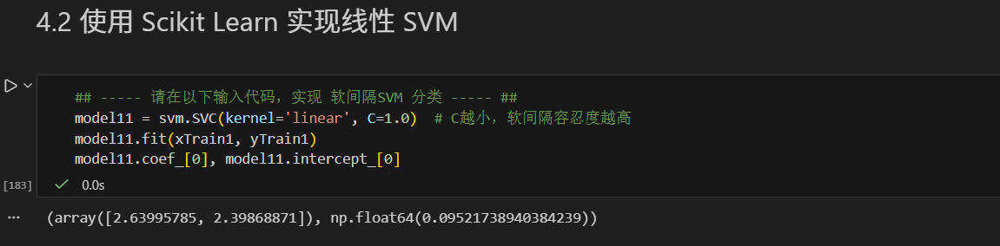 4.2 使用 Scikit Learn 实现线性 SVM
## ----- 请在以下输入代码，实现 软间隔SVM 分类 ----- ##
model11 = svm.SVC(kernel='linear', C=1.0)  # C越小，软间隔容忍度越高
model11.fit(xTrain1, yTrain1)
model11.coef_[0], model11.intercept_[0]
[183]
0.0s
... (array([2.63995785, 2.39868871]), np.float64(0.09521738940384239))